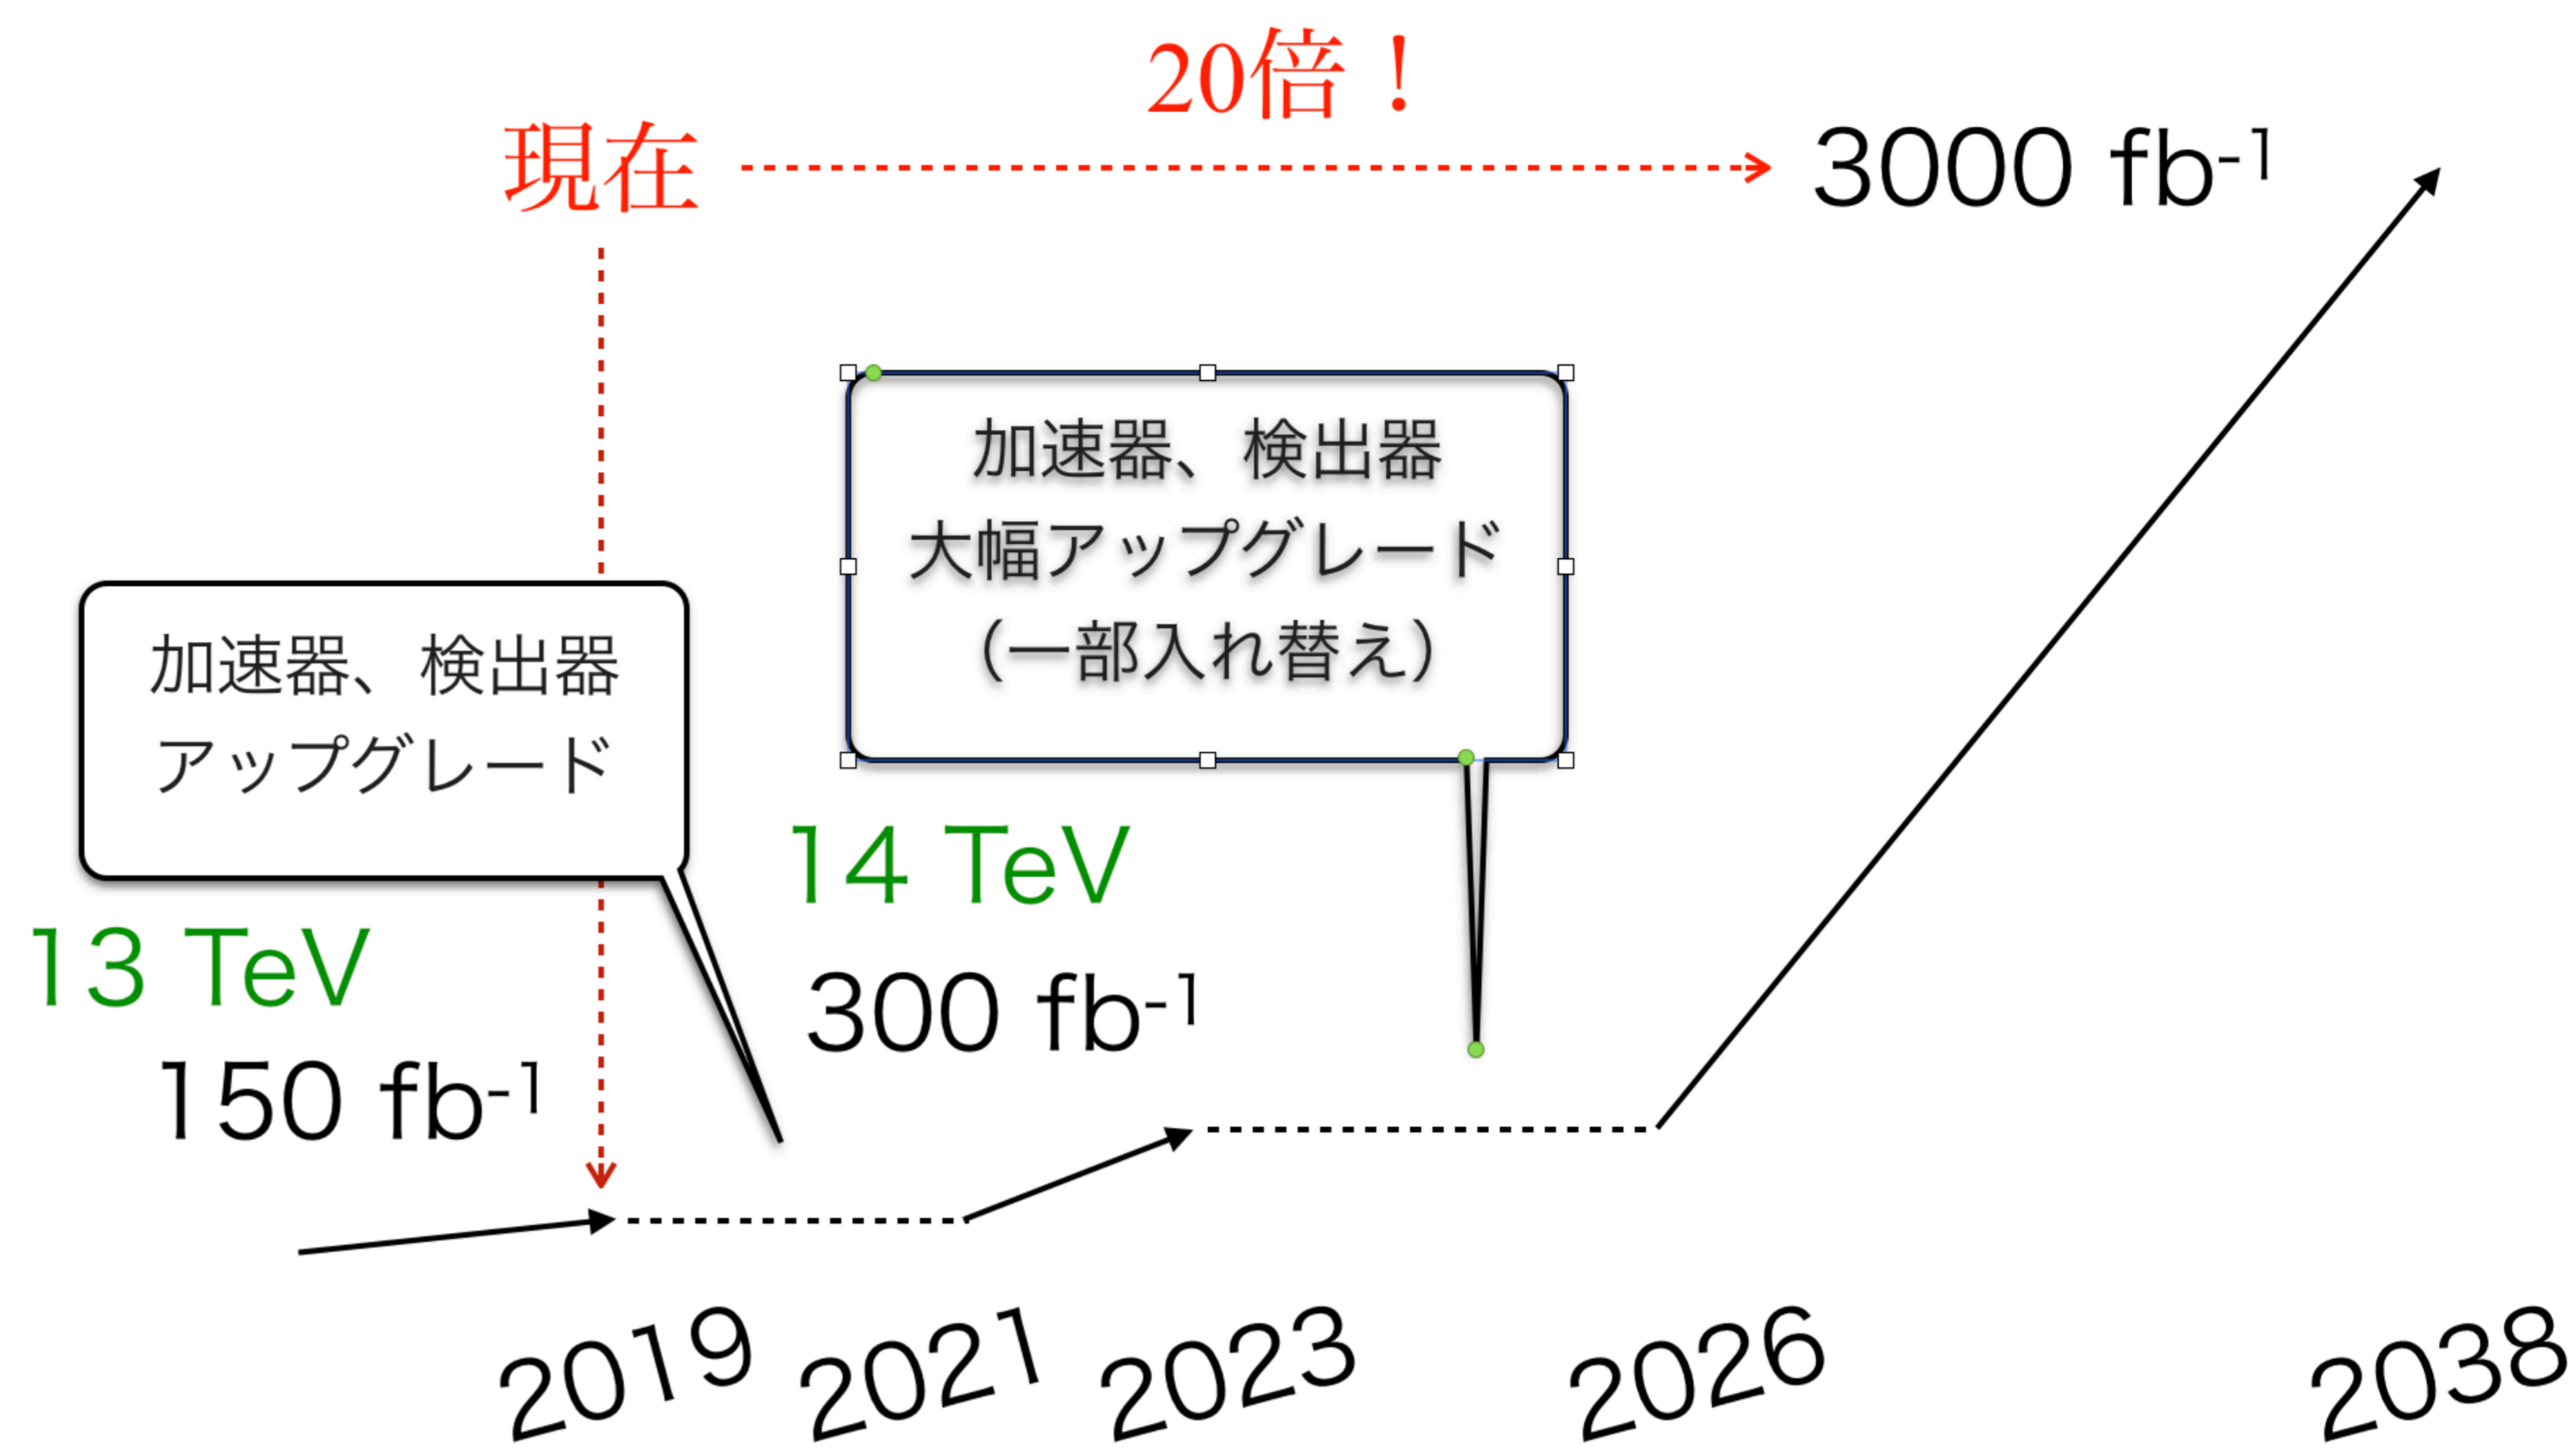 20倍！
現在
3000 fb-1
加速器、検出器
大幅アップグレード
（一部入れ替え）
加速器、検出器
アップグレード
14 TeV
13 TeV
300 fb-1
150 fb-1
2019
2021
2023
2026
2038